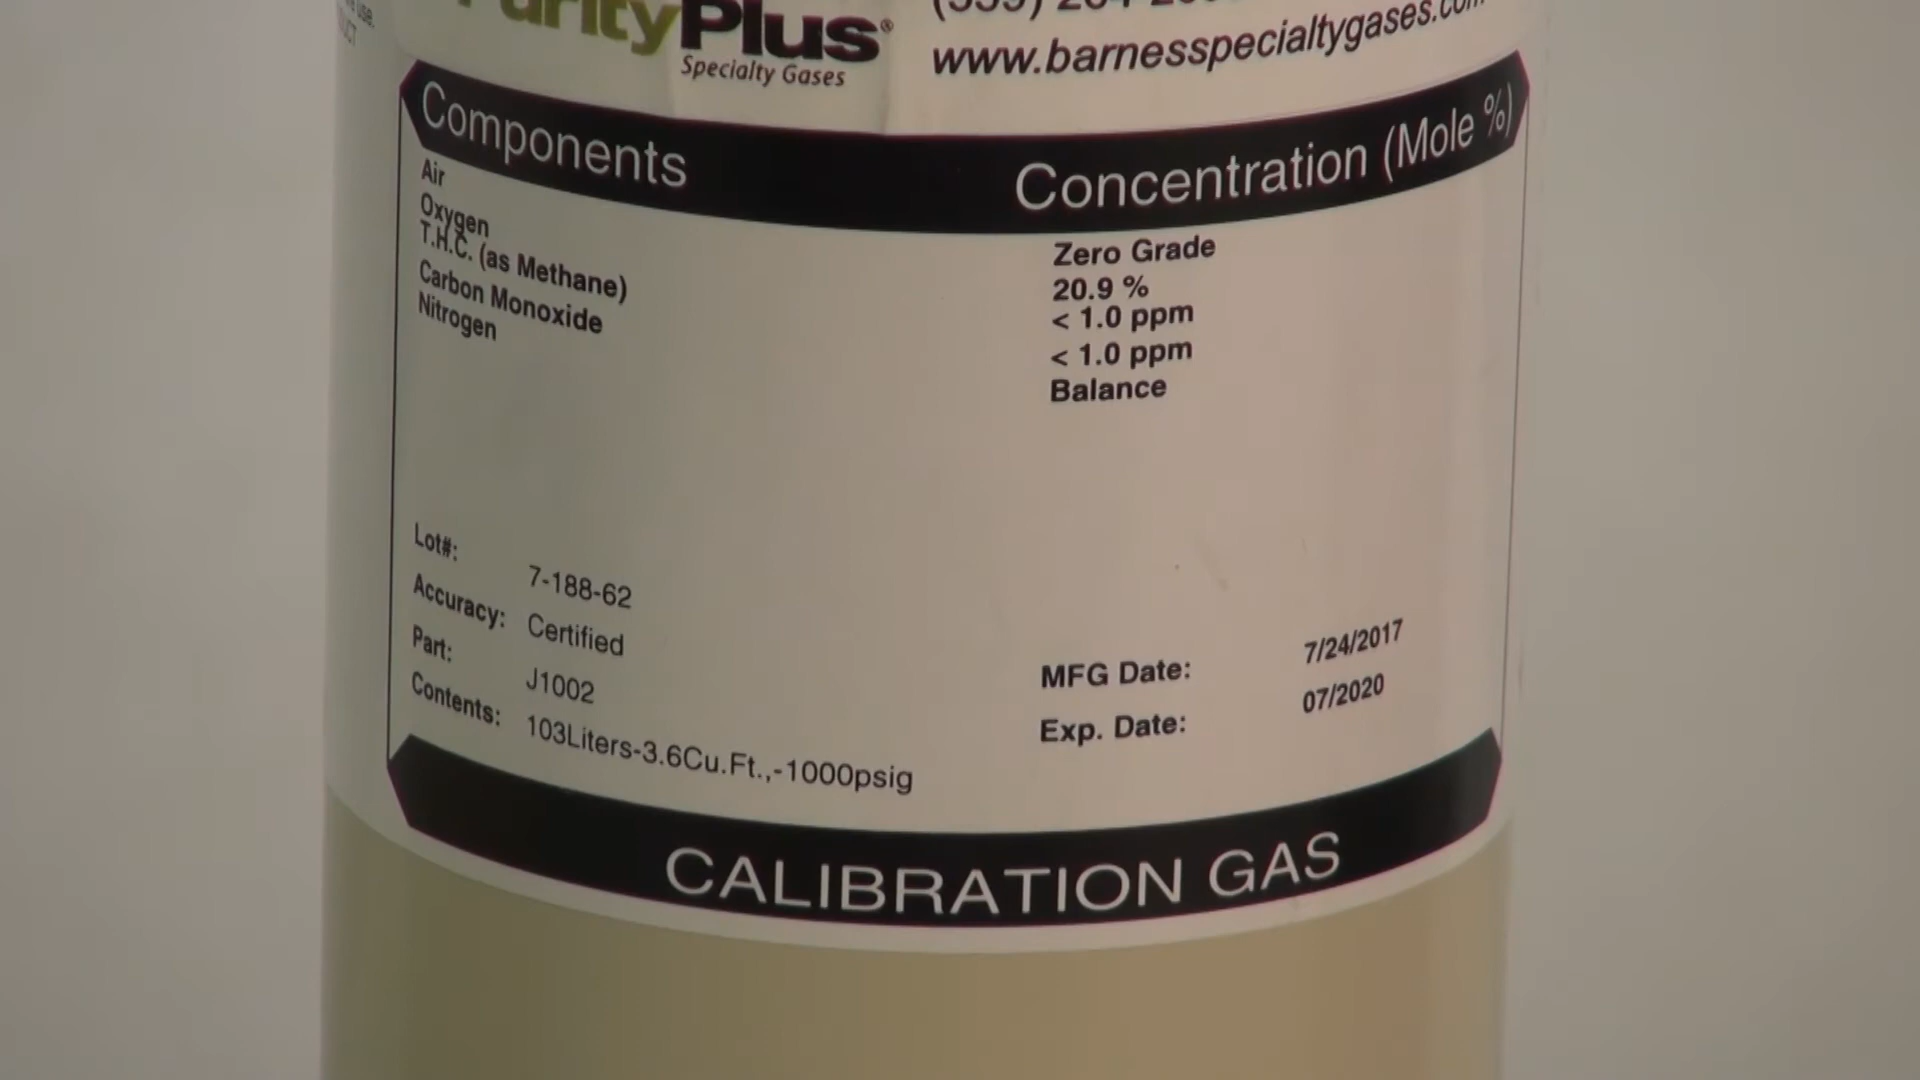 Plus®
Specialty Gases
www.barnesspecialtygases.com
Components Concentration (Mole %)
Air Zero Grade
Oxygen 20.9 %
T.H.C. (as Methane) < 1.0 ppm
Carbon Monoxide < 1.0 ppm
Nitrogen Balance
Lot#: 7-188-62
Accuracy: Certified
Part: J1002
Contents: 103Liters-3.6Cu.Ft.,-1000psig
MFG Date: 7/24/2017
Exp. Date: 07/2020
CALIBRATION GAS